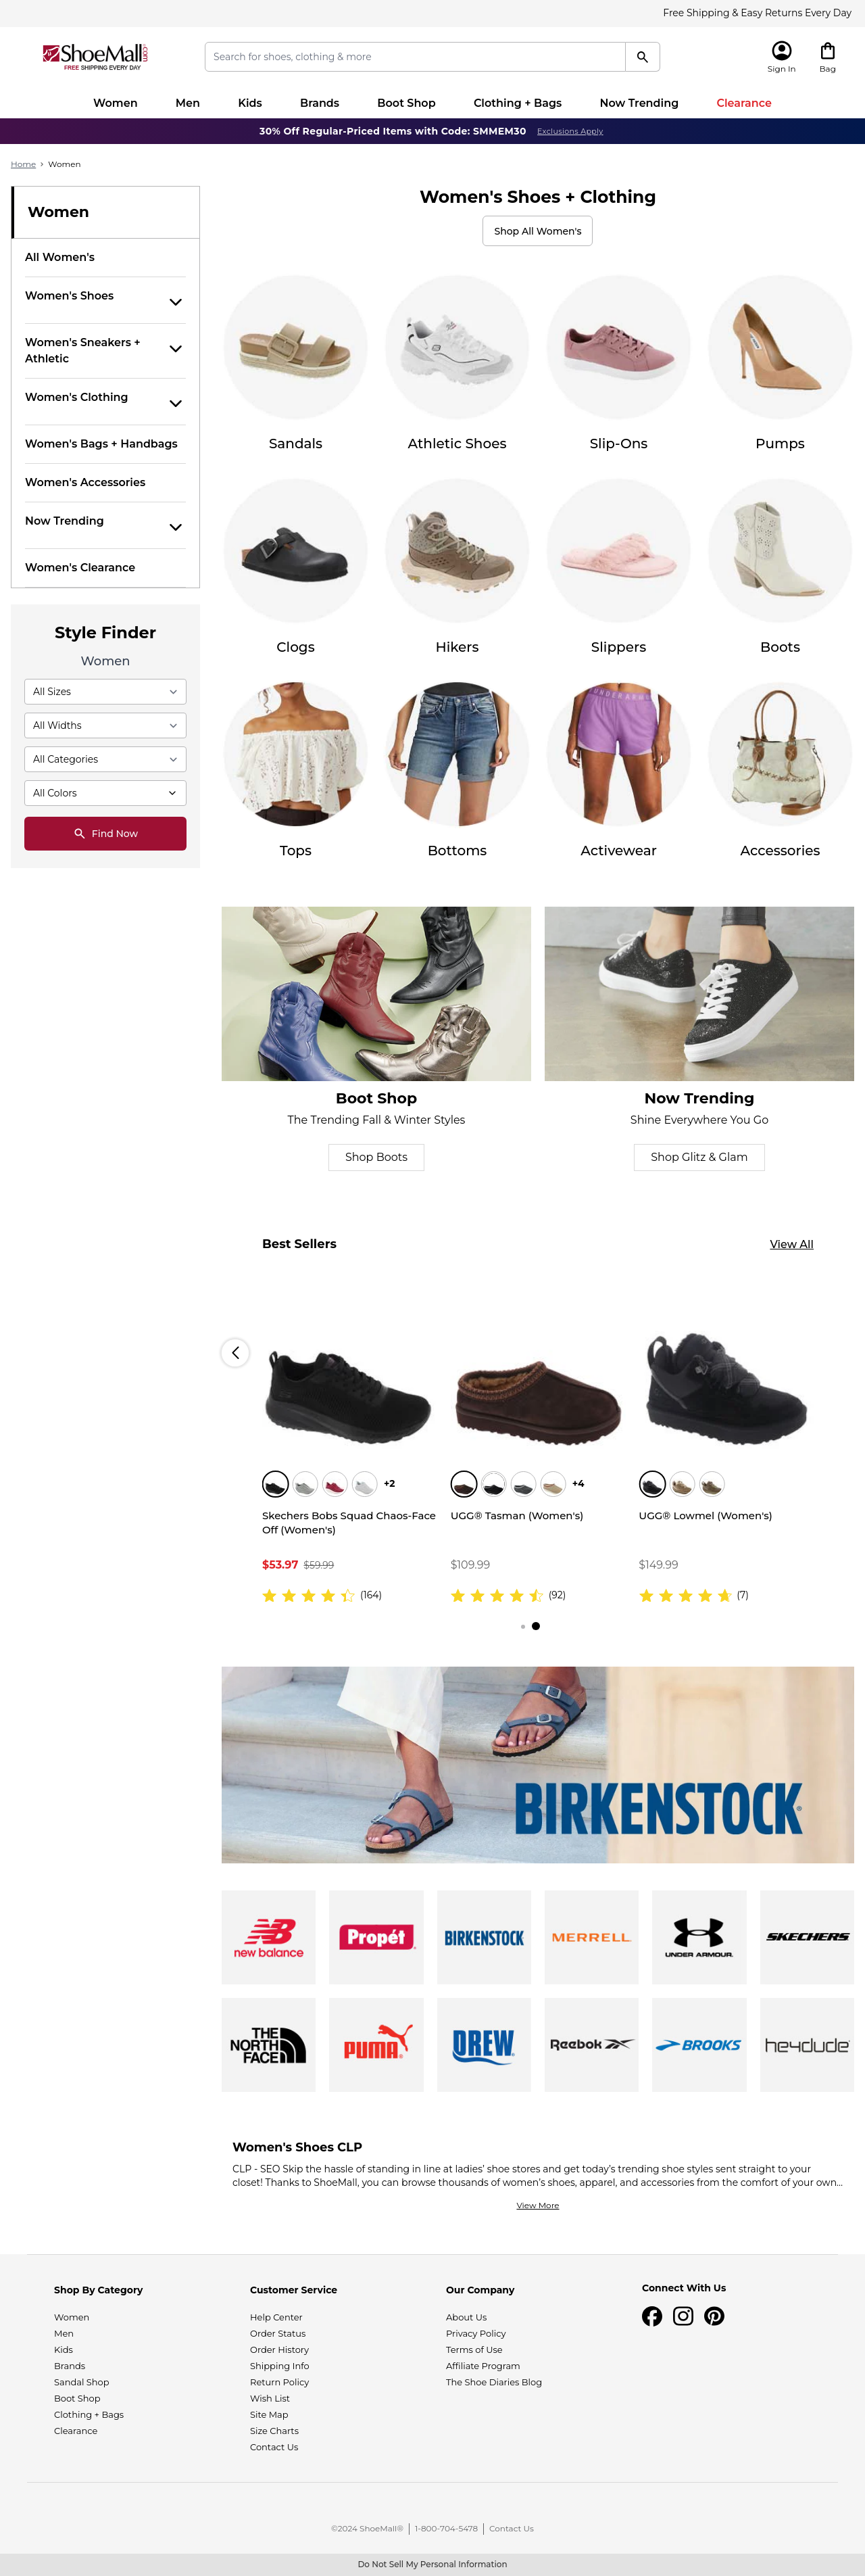 Free Shipping & Easy Returns Every Day
ShoeMall.com
FREE SHIPPING EVERY DAY
Search for shoes, clothing & more
Sign In
Bag
Women
Men
Kids
Brands
Boot Shop
Clothing + Bags
Now Trending
Clearance
30% Off Regular-Priced Items with Code: SMMEM30 Exclusions Apply
Home › Women
Women
All Women's
Women's Shoes
Women's Sneakers +
Athletic
Women's Clothing
Women's Bags + Handbags
Women's Accessories
Now Trending
Women's Clearance
Style Finder
Women
All Sizes
All Widths
All Categories
All Colors
Find Now
Women's Shoes + Clothing
Shop All Women's
Sandals
Athletic Shoes
Slip-Ons
Pumps
Clogs
Hikers
Slippers
Boots
UNDER ARMOUR
Tops
Bottoms
Activewear
Accessories
Boot Shop
The Trending Fall & Winter Styles
Shop Boots
Now Trending
Shine Everywhere You Go
Shop Glitz & Glam
Best Sellers
View All
+2
Skechers Bobs Squad Chaos-Face
Off (Women's)
$53.97 $59.99
(164)
+4
UGG® Tasman (Women's)
$109.99
(92)
UGG® Lowmel (Women's)
$149.99
(7)
BIRKENSTOCK®
new balance
Propét
BIRKENSTOCK
MERRELL
UNDER ARMOUR
SKECHERS
THE
NORTH
FACE
PUMA
DREW
Reebok
BROOKS
heydude
Women's Shoes CLP
CLP - SEO Skip the hassle of standing in line at ladies’ shoe stores and get today’s trending shoe styles sent straight to your
closet! Thanks to ShoeMall, you can browse thousands of women’s shoes, apparel, and accessories from the comfort of your own...
View More
Shop By Category
Women
Men
Kids
Brands
Sandal Shop
Boot Shop
Clothing + Bags
Clearance
Customer Service
Help Center
Order Status
Order History
Shipping Info
Return Policy
Wish List
Site Map
Size Charts
Contact Us
Our Company
About Us
Privacy Policy
Terms of Use
Affiliate Program
The Shoe Diaries Blog
Connect With Us
©2024 ShoeMall® | 1-800-704-5478 | Contact Us
Do Not Sell My Personal Information